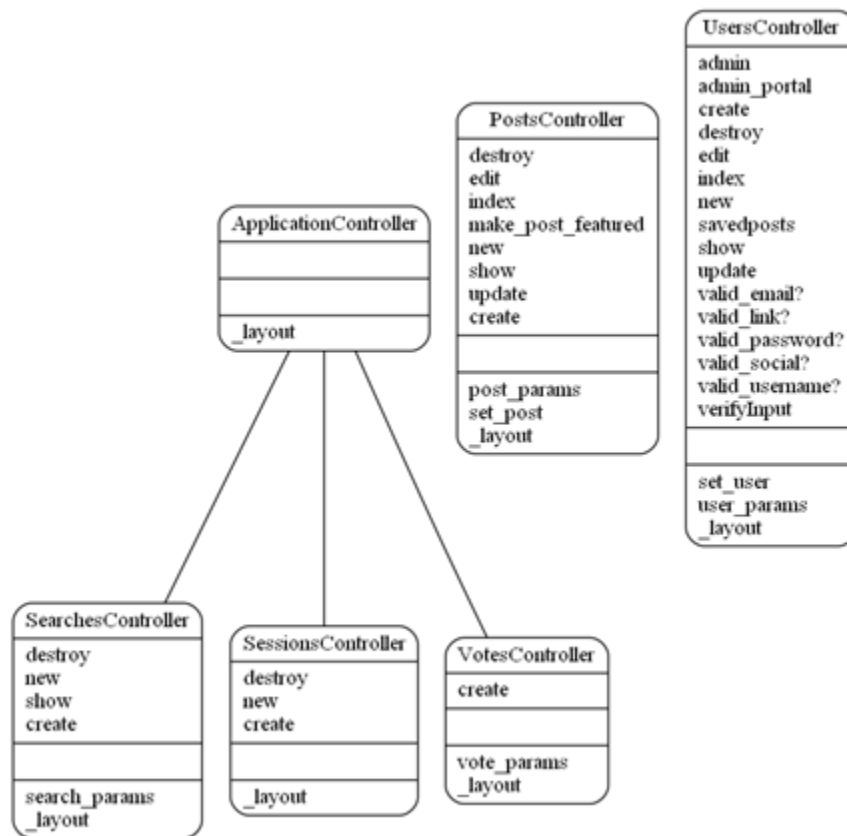 UsersController
admin
admin_portal
create
destroy
edit
index
new
savedposts
show
update
valid_email?
valid_link?
valid_password?
valid_social?
valid_username?
verifyInput
set_user
user_params
_layout
PostsController
destroy
edit
index
make_post_featured
new
show
update
create
post_params
set_post
_layout
ApplicationController
_layout
SearchesController
destroy
new
show
create
search_params
_layout
SessionsController
destroy
new
create
_layout
VotesController
create
vote_params
_layout